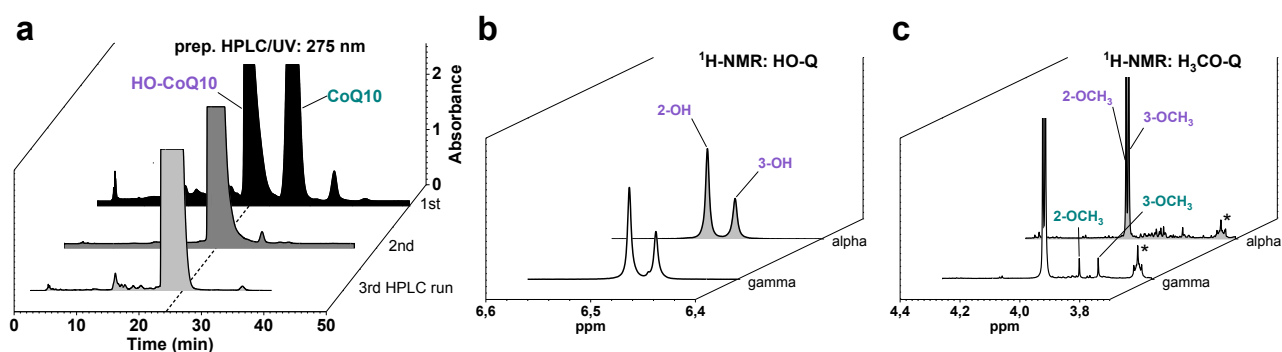 a
prep. HPLC/UV: 275 nm
HO-CoQ10
CoQ10
2
1
0
Absorbance
1st
2nd
3rd HPLC run
0 10 20 30 40 50
Time (min)
b
¹H-NMR: HO-Q
2-OH
3-OH
alpha
gamma
6,6 6,5 6,4
ppm
c
¹H-NMR: H₃CO-Q
2-OCH₃
3-OCH₃
2-OCH₃
3-OCH₃
*
*
alpha
gamma
4,4 4,2 4,0 3,8
ppm